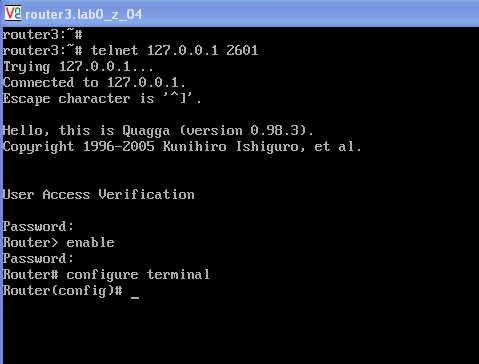 router3.lab0_z_04
router3:~#
router3:~# telnet 127.0.0.1 2601
Trying 127.0.0.1...
Connected to 127.0.0.1.
Escape character is '^]'.
Hello, this is Quagga (version 0.98.3).
Copyright 1996-2005 Kunihiro Ishiguro, et al.
User Access Verification
Password:
Router> enable
Password:
Router# configure terminal
Router(config)# _